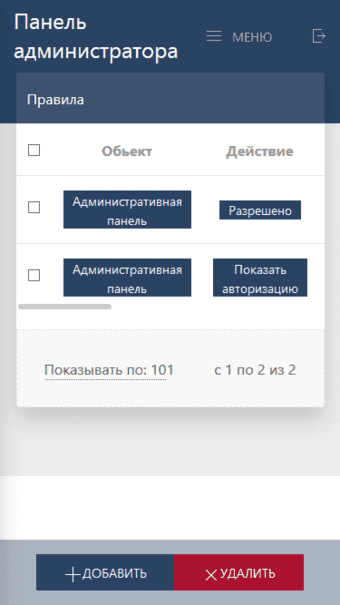 Панель
администратора
МЕНЮ
Правила
Обьект Действие
Административная
панель
Разрешено
Административная
панель
Показать
авторизацию
Показывать по: 101 с 1 по 2 из 2
ДОБАВИТЬ УДАЛИТЬ